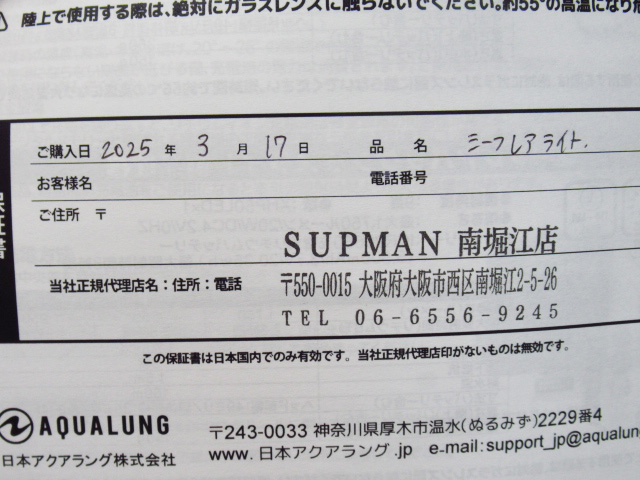 陸上で使用する際は、絶対にガラスレンズに触らないでください。約55°の高温になり
保証書
ご購入日 2025 年 3 月 17 日 品名 シーフレアライト.
お客様名 電話番号
ご住所 〒
SUPMAN 南堀江店
当社正規代理店名：住所：電話 〒550-0015 大阪府大阪市西区南堀江2-5-26
TEL 06-6556-9245
この保証書は日本国内でのみ有効です。当社正規代理店印がないものは無効です。
AQUALUNG 〒243-0033 神奈川県厚木市温水(ぬるみず)2229番4
日本アクアラング株式会社 www.日本アクアラング.jp e-mail:support_jp@aqualung